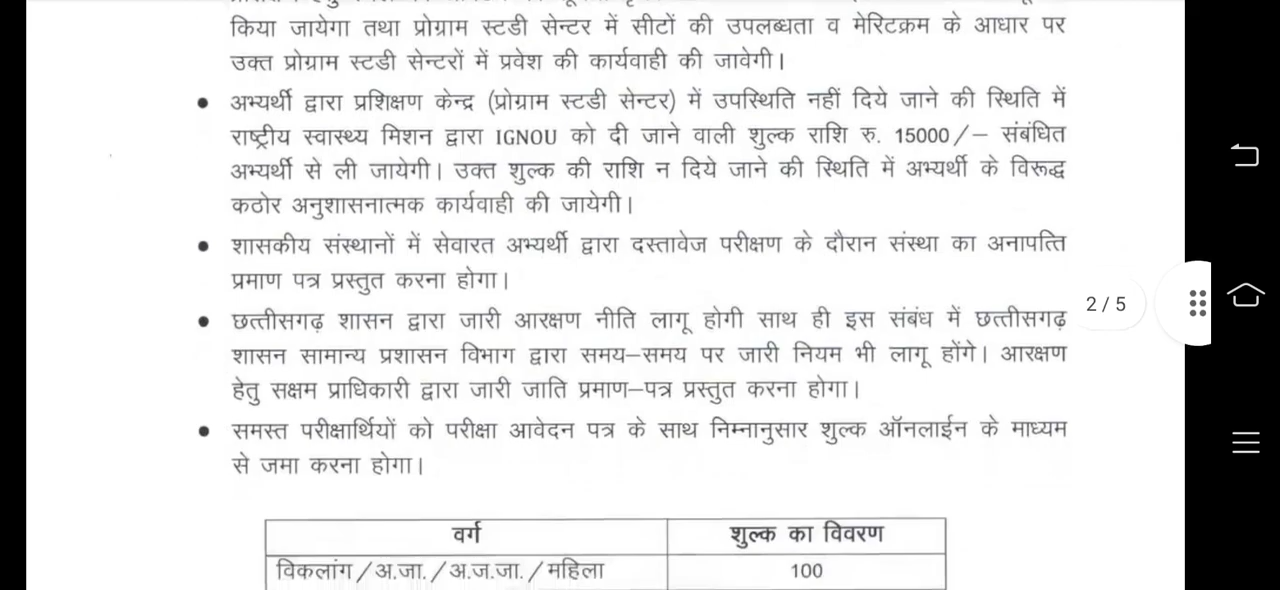 किया जायेगा तथा प्रोग्राम स्टडी सेन्टर में सीटों की उपलब्धता व मेरिटक्रम के आधार पर
उक्त प्रोग्राम स्टडी सेन्टरों में प्रवेश की कार्यवाही की जावेगी।
● अभ्यर्थी द्वारा प्रशिक्षण केन्द्र (प्रोग्राम स्टडी सेन्टर) में उपस्थिति नहीं दिये जाने की स्थिति में
राष्ट्रीय स्वास्थ्य मिशन द्वारा IGNOU को दी जाने वाली शुल्क राशि रु. 15000/– संबंधित
अभ्यर्थी से ली जायेगी। उक्त शुल्क की राशि न दिये जाने की स्थिति में अभ्यर्थी के विरूद्ध
कठोर अनुशासनात्मक कार्यवाही की जायेगी।
● शासकीय संस्थानों में सेवारत अभ्यर्थी द्वारा दस्तावेज परीक्षण के दौरान संस्था का अनापत्ति
प्रमाण पत्र प्रस्तुत करना होगा।
● छत्तीसगढ़ शासन द्वारा जारी आरक्षण नीति लागू होगी साथ ही इस संबंध में छत्तीसगढ़
शासन सामान्य प्रशासन विभाग द्वारा समय–समय पर जारी नियम भी लागू होंगे। आरक्षण
हेतु सक्षम प्राधिकारी द्वारा जारी जाति प्रमाण–पत्र प्रस्तुत करना होगा।
● समस्त परीक्षार्थियों को परीक्षा आवेदन पत्र के साथ निम्नानुसार शुल्क ऑनलाईन के माध्यम
से जमा करना होगा।
वर्ग शुल्क का विवरण
विकलांग/अ.जा./अ.ज.जा./महिला 100
2/5